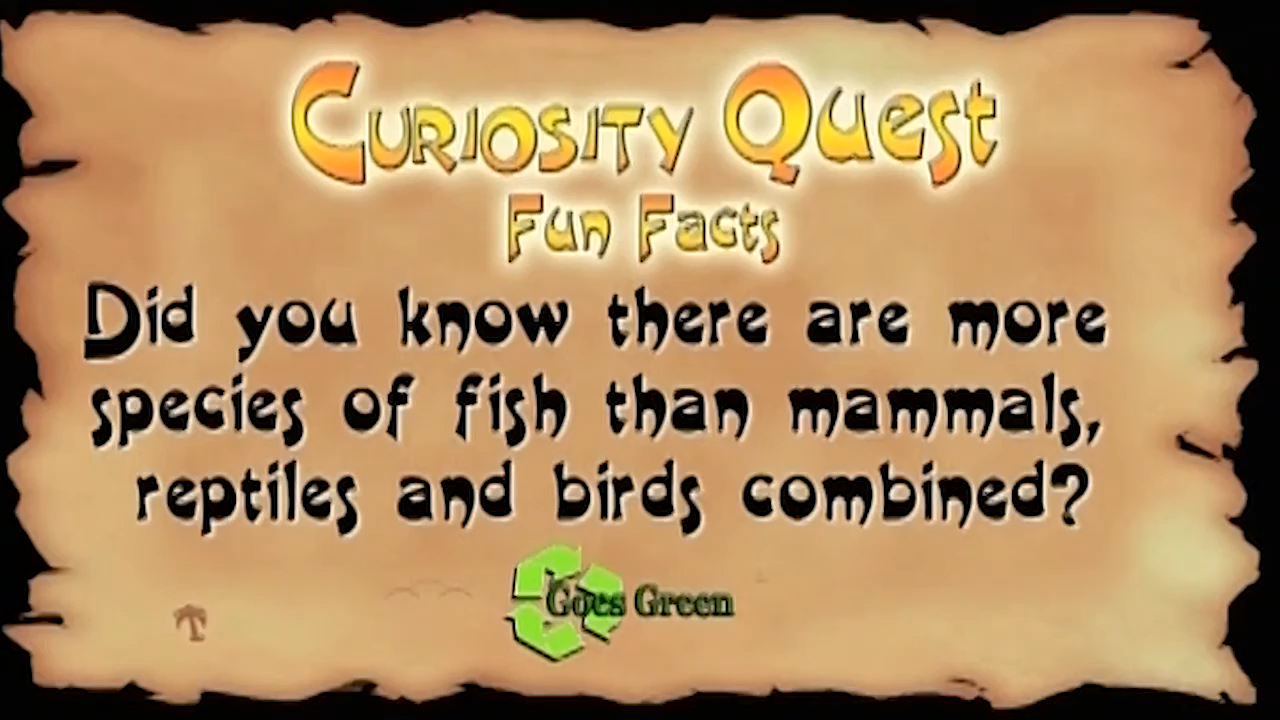 Curiosity Quest
Fun Facts
Did you know there are more
species of fish than mammals,
reptiles and birds combined?
Goes Green